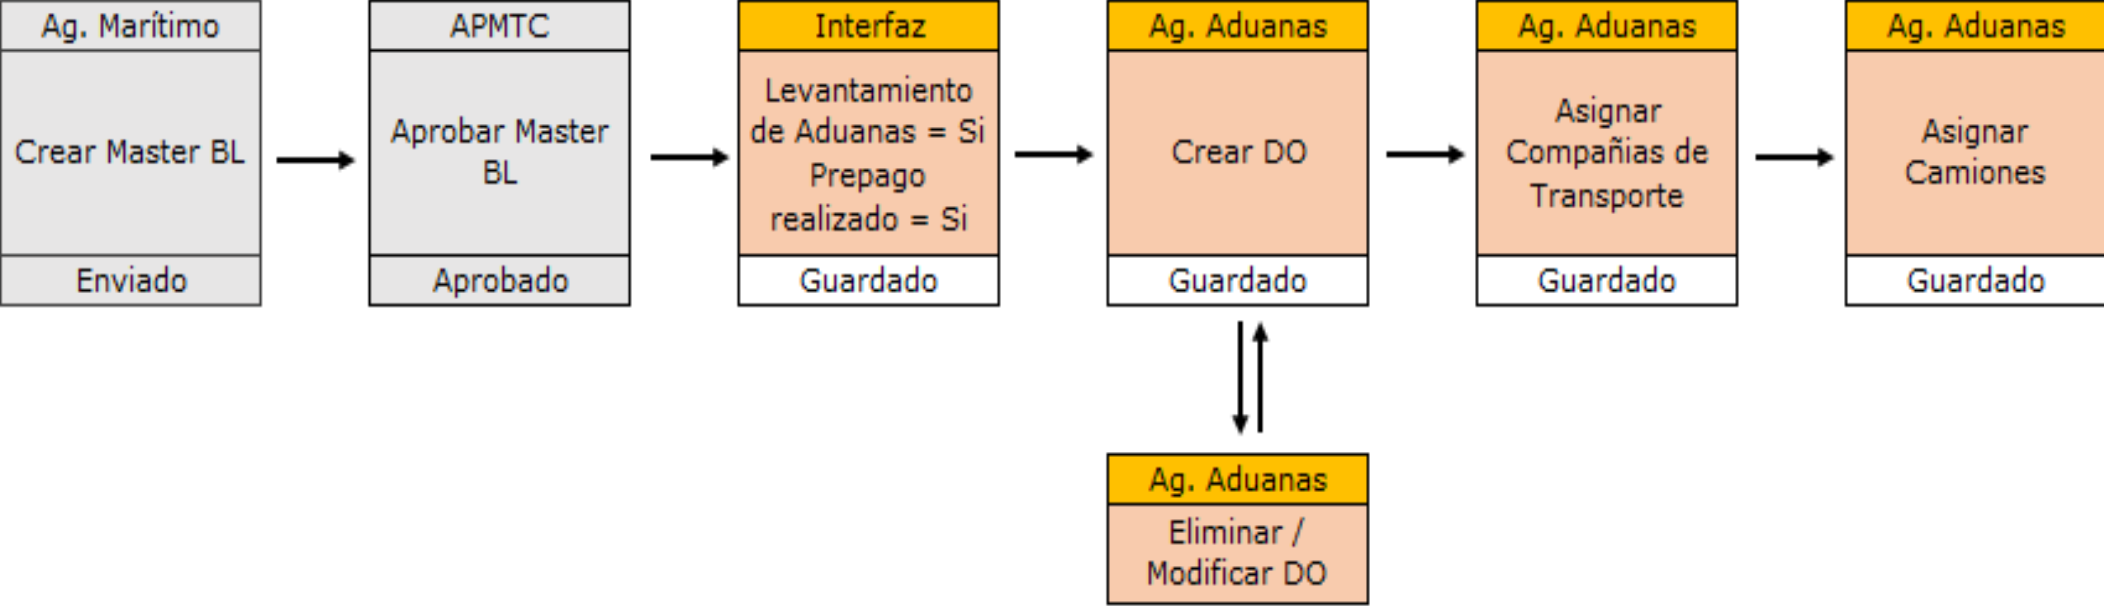 Ag. Marítimo
Crear Master BL
Enviado
APMTC
Aprobar Master
BL
Aprobado
Interfaz
Levantamiento
de Aduanas = Si
Prepago
realizado = Si
Guardado
Ag. Aduanas
Crear DO
Guardado
Ag. Aduanas
Asignar
Compañias de
Transporte
Guardado
Ag. Aduanas
Asignar
Camiones
Guardado
Ag. Aduanas
Eliminar /
Modificar DO